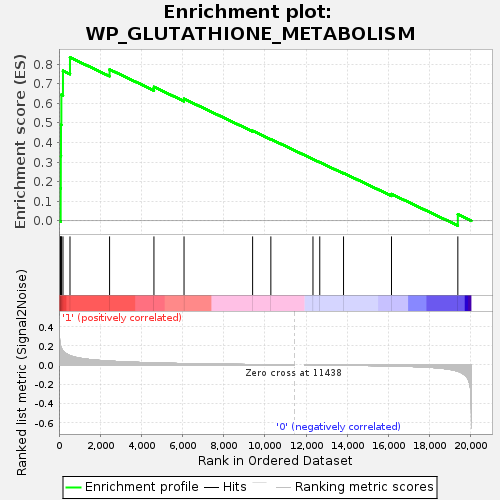 Enrichment plot:
WP_GLUTATHIONE_METABOLISM
Enrichment score (ES)
0.8
0.7
0.6
0.5
0.4
0.3
0.2
0.1
0.0
'1' (positively correlated)
Ranked list metric (Signal2Noise)
0.4
0.2
0.0
-0.2
-0.4
-0.6
Zero cross at 11438
'0' (negatively correlated)
0 2,000 4,000 6,000 8,000 10,000 12,000 14,000 16,000 18,000 20,000
Rank in Ordered Dataset
Enrichment profile Hits Ranking metric scores